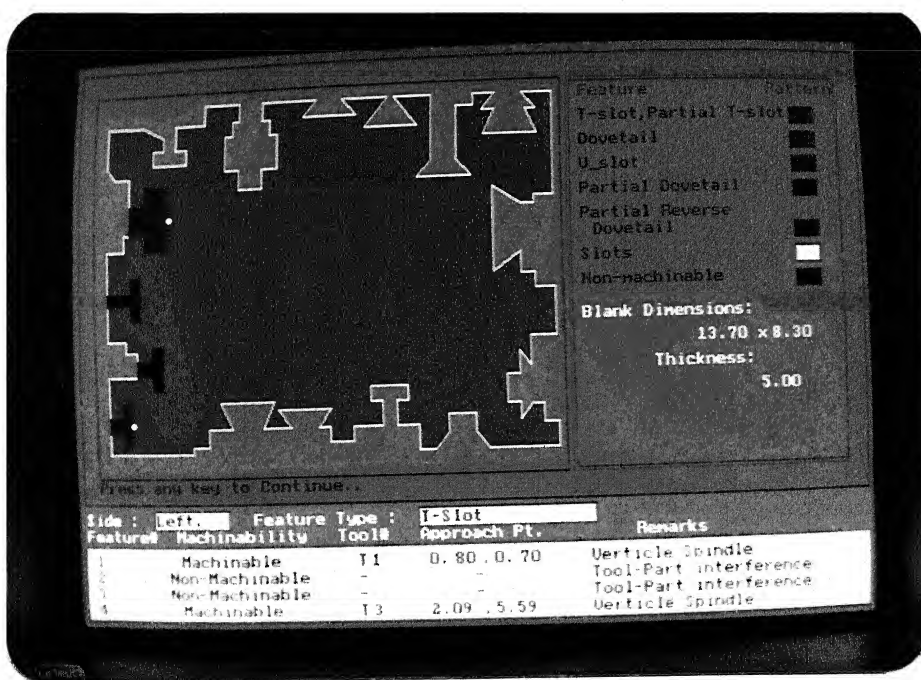 Feature Pattern
T-slot,Partial T-slot
Dovetail
V_slot
Partial Dovetail
Partial Reverse
Dovetail
Slots
Non-machinable
Blank Dimensions:
13.70 x 8.30
Thickness:
5.00
Press any key to Continue..
Side : Left. Feature Type : T-Slot
Feature# Machinability Tool# Approach Pt. Remarks
1 Machinable T1 0.80 .0.70 Verticle Spindle
2 Non-Machinable - - Tool-Part interference
3 Non-Machinable - - Tool-Part interference
4 Machinable T3 2.09 .5.59 Verticle Spindle